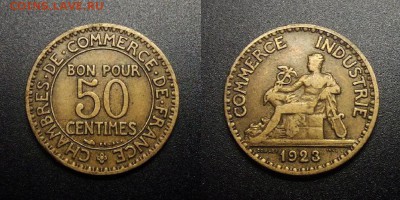 COINS.LAVE.RU
CHAMBRES·DE·COMMERCE·DE·FRANCE
BON POUR
50
CENTIMES
COMMERCE INDUSTRIE
1923